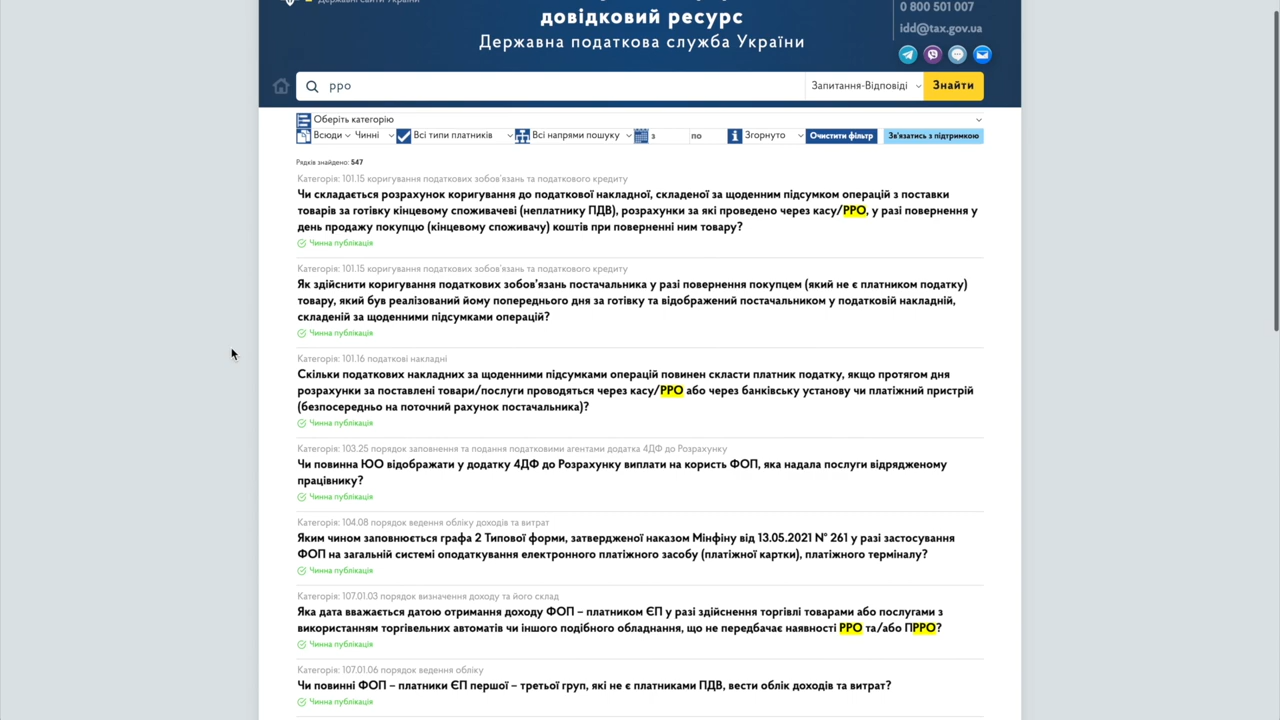 довідковий ресурс
Державна податкова служба України
0 800 501 007
idd@tax.gov.ua
рро
Запитання-Відповіді
Знайти
Оберіть категорію
Всюди
Чинні
Всі типи платників
Всі напрями пошуку
з
по
Згорнуто
Очистити фільтр
Зв'язатись з підтримкою
Рядків знайдено: 547
Категорія: 101.15 коригування податкових зобов'язань та податкового кредиту
Чи складається розрахунок коригування до податкової накладної, складеної за щоденним підсумком операцій з поставки
товарів за готівку кінцевому споживачеві (неплатнику ПДВ), розрахунки за які проведено через касу/РРО, у разі повернення у
день продажу покупцю (кінцевому споживачу) коштів при поверненні ним товару?
Чинна публікація
Категорія: 101.15 коригування податкових зобов'язань та податкового кредиту
Як здійснити коригування податкових зобов'язань постачальника у разі повернення покупцем (який не є платником податку)
товару, який був реалізований йому попереднього дня за готівку та відображений постачальником у податковій накладній,
складеній за щоденними підсумками операцій?
Чинна публікація
Категорія: 101.16 податкові накладні
Скільки податкових накладних за щоденними підсумками операцій повинен скласти платник податку, якщо протягом дня
розрахунки за поставлені товари/послуги проводяться через касу/РРО або через банківську установу чи платіжний пристрій
(безпосередньо на поточний рахунок постачальника)?
Чинна публікація
Категорія: 103.25 порядок заповнення та подання податковими агентами додатка 4ДФ до Розрахунку
Чи повинна ЮО відображати у додатку 4ДФ до Розрахунку виплати на користь ФОП, яка надала послуги відрядженому
працівнику?
Чинна публікація
Категорія: 104.08 порядок ведення обліку доходів та витрат
Яким чином заповнюється графа 2 Типової форми, затвердженої наказом Мінфіну від 13.05.2021 № 261 у разі застосування
ФОП на загальній системі оподаткування електронного платіжного засобу (платіжної картки), платіжного терміналу?
Чинна публікація
Категорія: 107.01.03 порядок визначення доходу та його склад
Яка дата вважається датою отримання доходу ФОП – платником ЄП у разі здійснення торгівлі товарами або послугами з
використанням торгівельних автоматів чи іншого подібного обладнання, що не передбачає наявності РРО та/або ПРРО?
Чинна публікація
Категорія: 107.01.06 порядок ведення обліку
Чи повинні ФОП – платники ЄП першої – третьої груп, які не є платниками ПДВ, вести облік доходів та витрат?
Чинна публікація